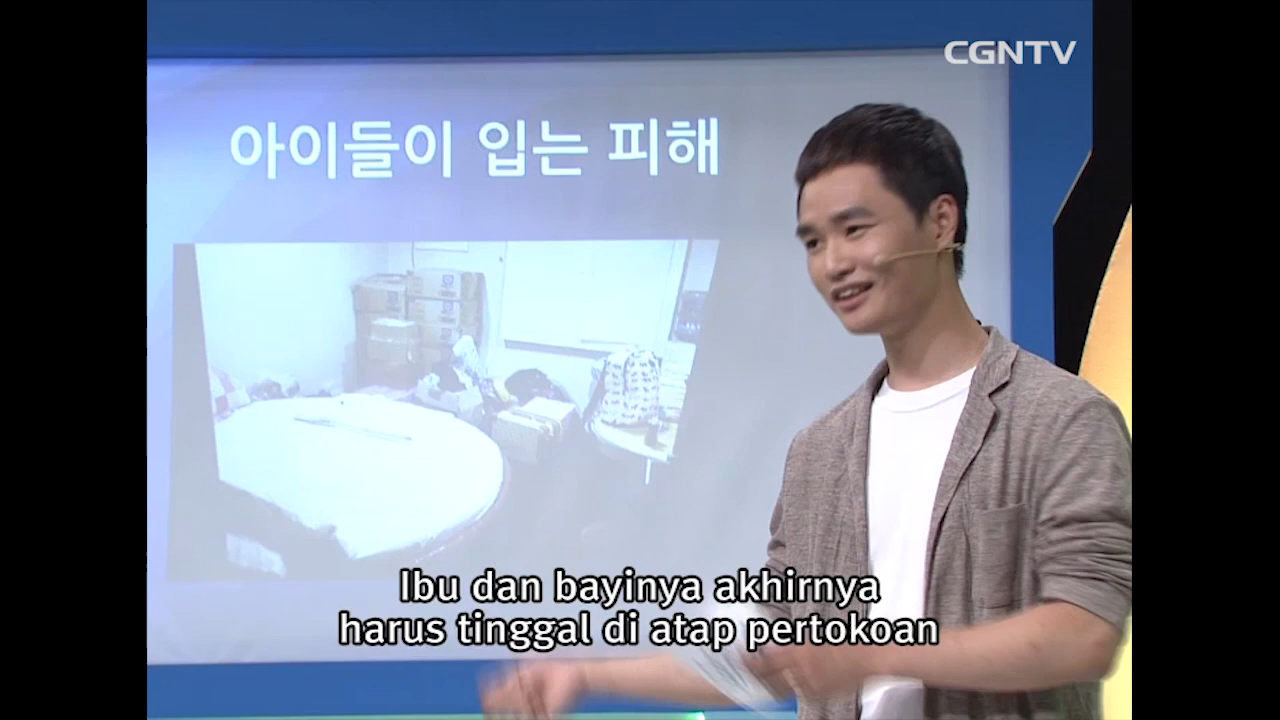 CGNTV
아이들이 입는 피해
Ibu dan bayinya akhirnya
harus tinggal di atap pertokoan